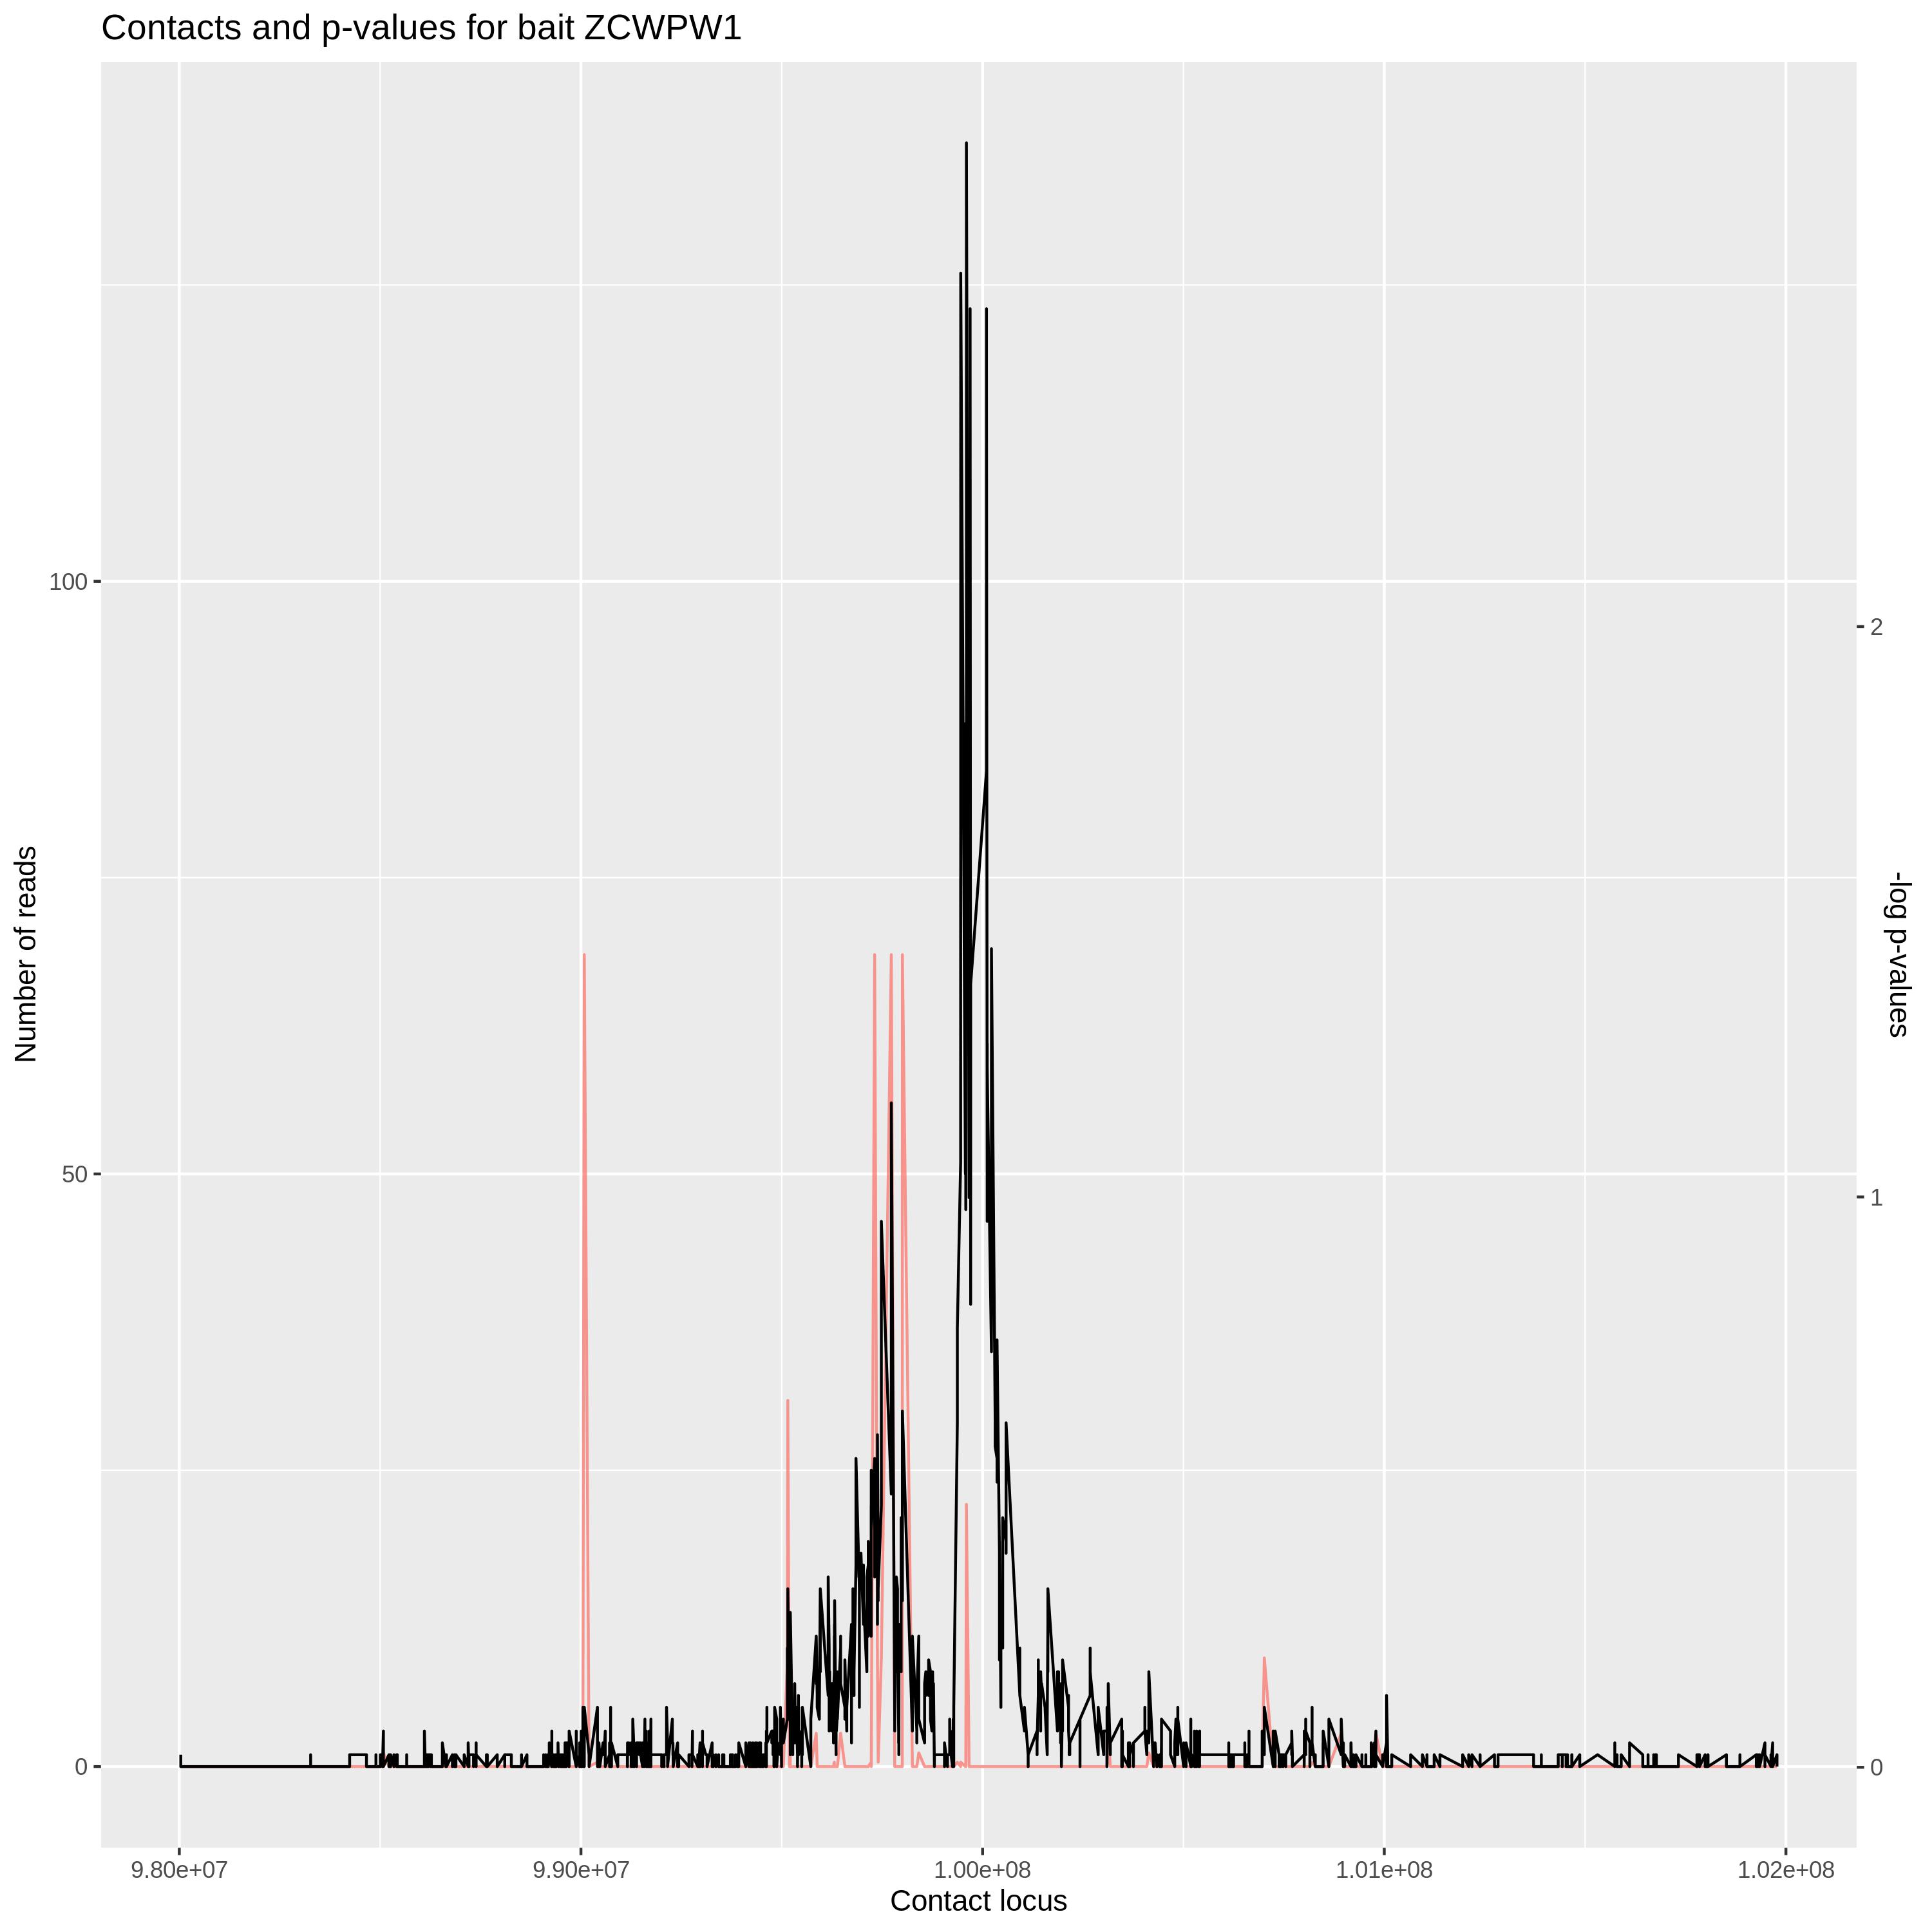 Contacts and p-values for bait ZCWPW1
Number of reads
100
50
0
-log p-values
2
1
0
9.80e+07 9.90e+07 1.00e+08 1.01e+08 1.02e+08
Contact locus